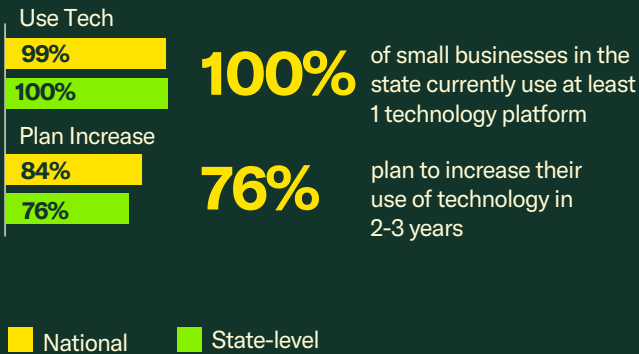 Use Tech
99%
100%
100%
of small businesses in the
state currently use at least
1 technology platform
Plan Increase
84%
76%
76%
plan to increase their
use of technology in
2-3 years
National
State-level